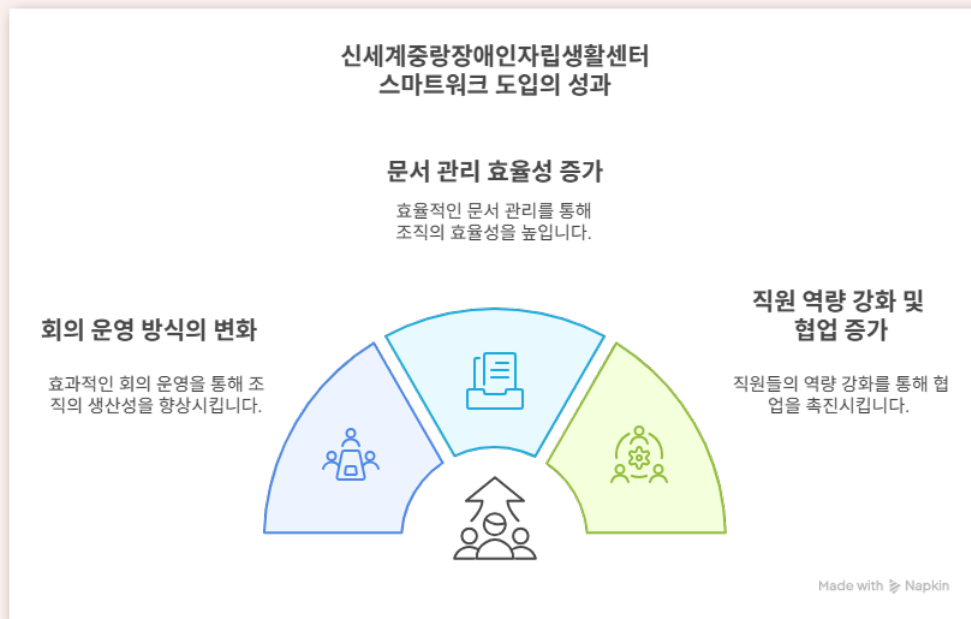 신세계중랑장애인자립생활센터
스마트워크 도입의 성과
문서 관리 효율성 증가
효율적인 문서 관리를 통해
조직의 효율성을 높입니다.
회의 운영 방식의 변화
효과적인 회의 운영을 통해 조
직의 생산성을 향상시킵니다.
직원 역량 강화 및
협업 증가
직원들의 역량 강화를 통해 협
업을 촉진시킵니다.
Made with Napkin